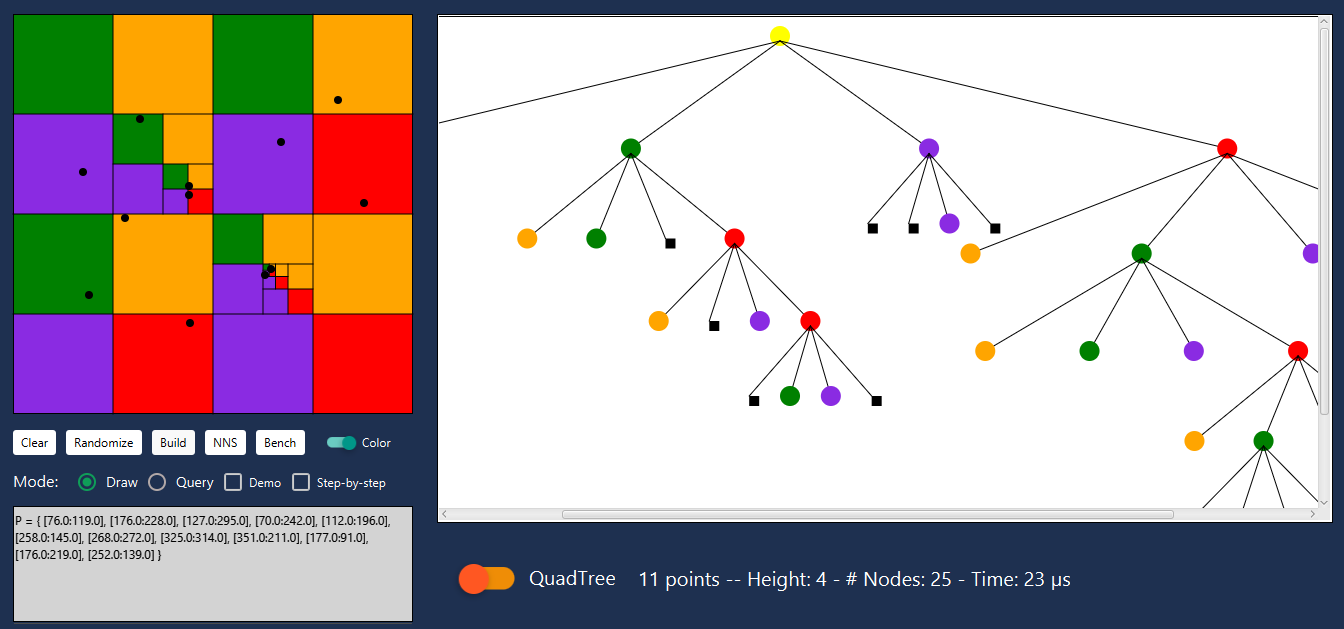 Clear Randomize Build NNS Bench Color
Mode: Draw Query Demo Step-by-step
P = { [76.0:119.0], [176.0:228.0], [127.0:295.0], [70.0:242.0], [112.0:196.0],
[258.0:145.0], [268.0:272.0], [325.0:314.0], [351.0:211.0], [177.0:91.0],
[176.0:219.0], [252.0:139.0] }
QuadTree 11 points -- Height: 4 - # Nodes: 25 - Time: 23 µs